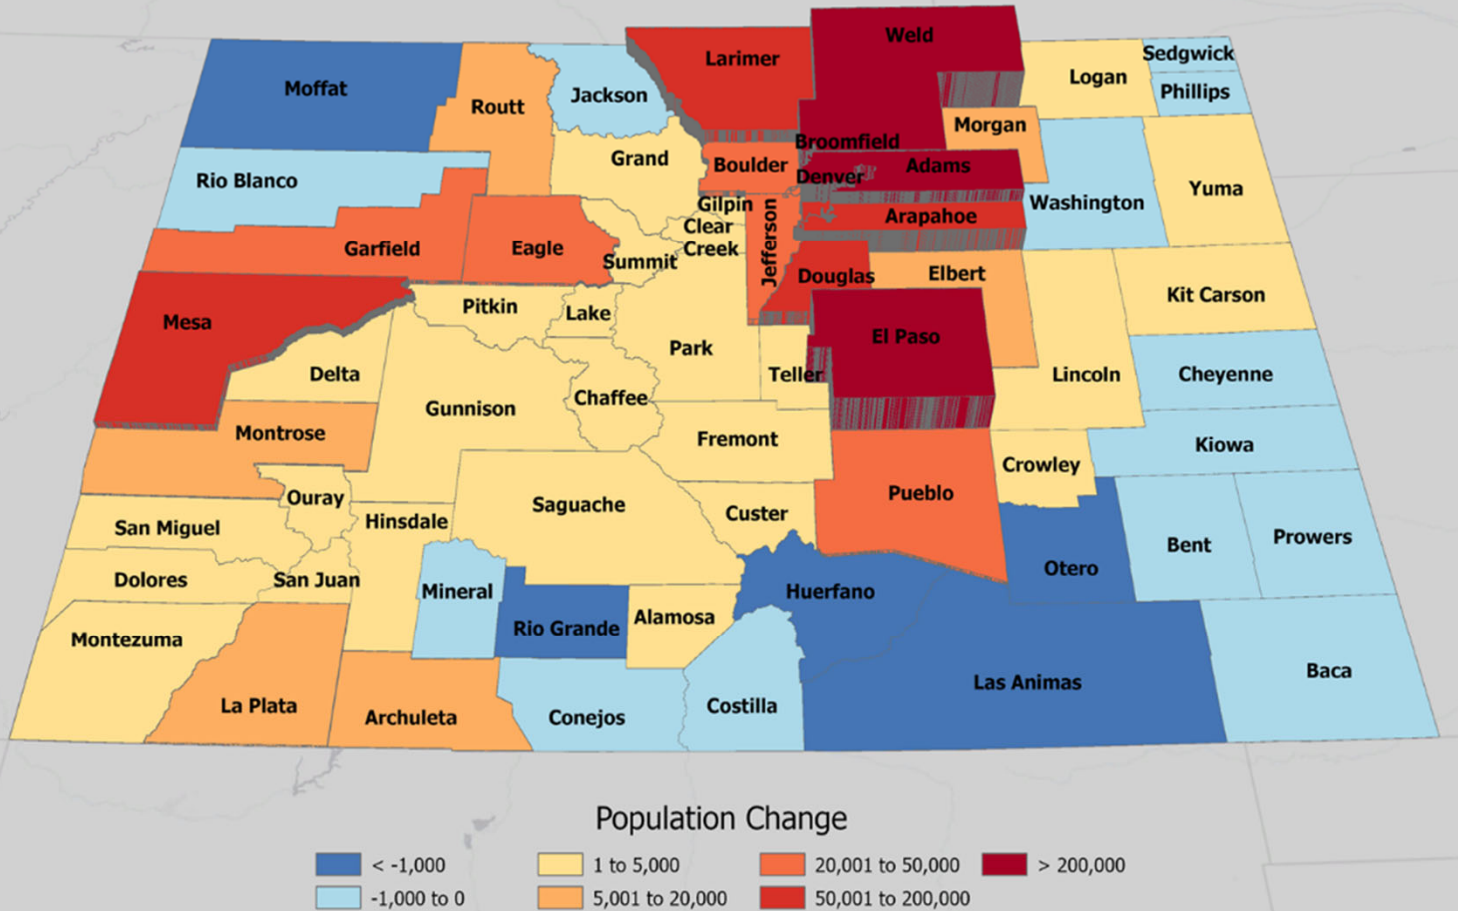 Moffat
Routt
Jackson
Larimer
Weld
Logan
Sedgwick
Phillips
Rio Blanco
Grand
Boulder
Broomfield
Morgan
Denver
Adams
Washington
Yuma
Garfield
Eagle
Gilpin
Clear
Creek
Summit
Jefferson
Arapahoe
Douglas
Elbert
Kit Carson
Mesa
Pitkin
Lake
Park
El Paso
Delta
Gunnison
Chaffee
Teller
Lincoln
Cheyenne
Montrose
Fremont
Crowley
Kiowa
Ouray
San Miguel
Hinsdale
Saguache
Custer
Pueblo
Bent
Prowers
Dolores
San Juan
Mineral
Huerfano
Otero
Montezuma
Rio Grande
Alamosa
La Plata
Archuleta
Conejos
Costilla
Las Animas
Baca
Population Change
< -1,000
1 to 5,000
20,001 to 50,000
> 200,000
-1,000 to 0
5,001 to 20,000
50,001 to 200,000